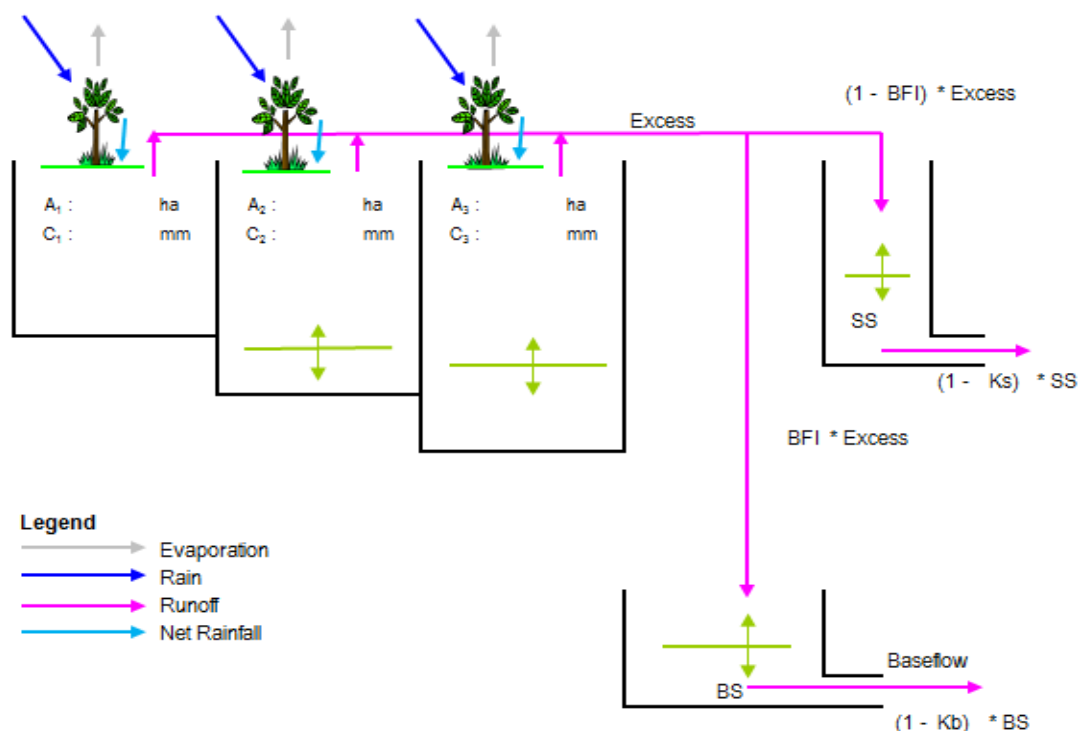 (1 - BFI) * Excess
Excess
A₁ : ha
C₁ : mm
A₂ : ha
C₂ : mm
A₃ : ha
C₃ : mm
SS
(1 - Ks) * SS
BFI * Excess
Legend
Evaporation
Rain
Runoff
Net Rainfall
Baseflow
BS
(1 - Kb) * BS